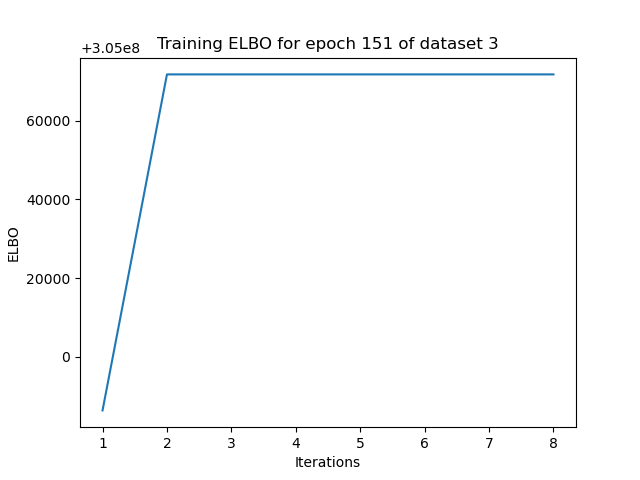 Training ELBO for epoch 151 of dataset 3
+3.05e8
60000
40000
20000
0
ELBO
1 2 3 4 5 6 7 8
Iterations